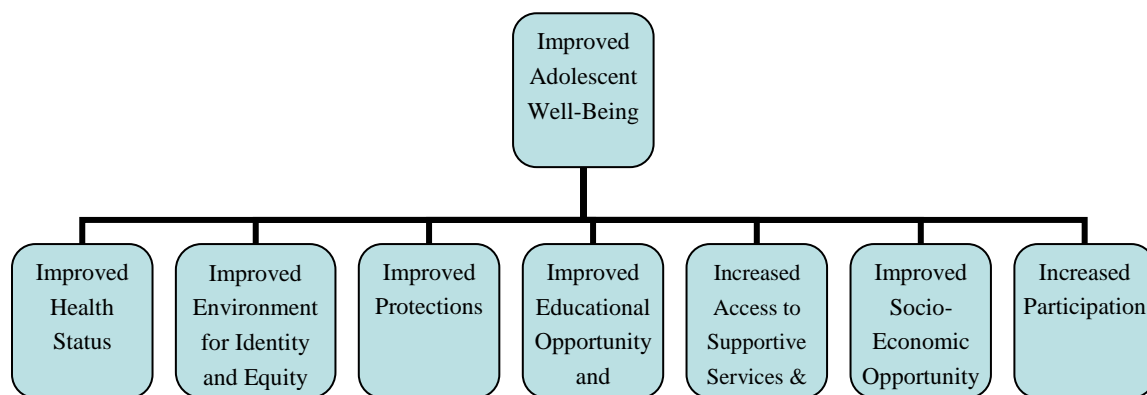 Improved
Adolescent
Well-Being
Improved
Health
Status
Improved
Environment
for Identity
and Equity
Improved
Protections
Improved
Educational
Opportunity
and
Increased
Access to
Supportive
Services &
Improved
Socio-
Economic
Opportunity
Increased
Participation